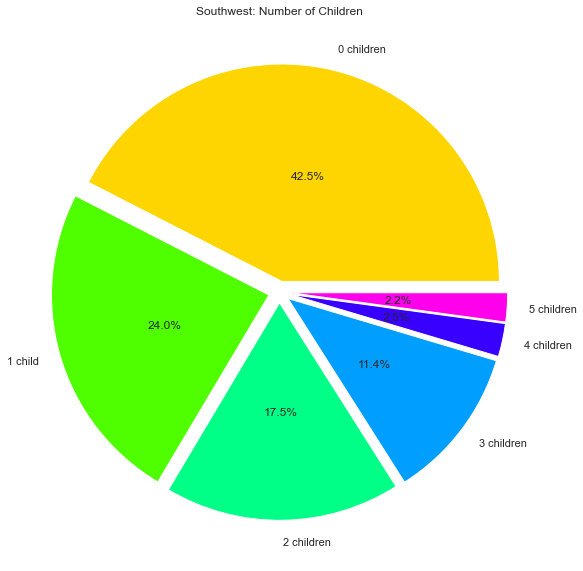 Southwest: Number of Children
0 children
42.5%
1 child
24.0%
17.5%
2 children
11.4%
3 children
4 children
2.2%
5 children